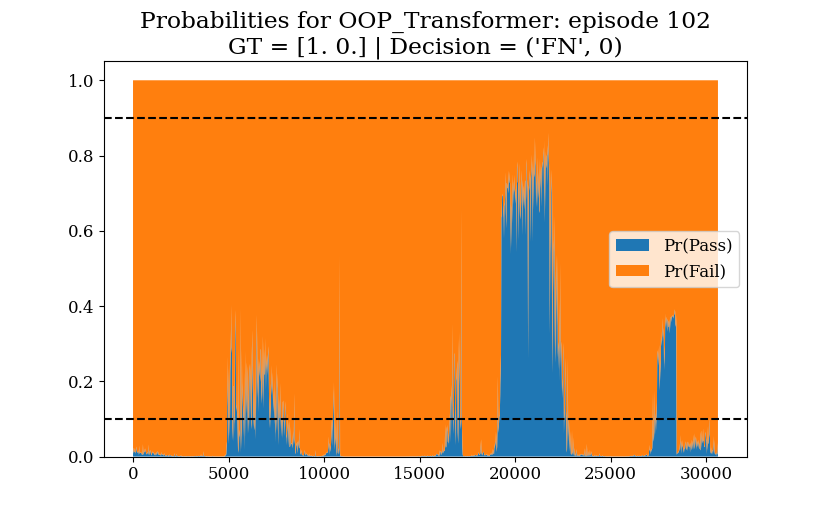 Probabilities for OOP_Transformer: episode 102
GT = [1. 0.] | Decision = ('FN', 0)
1.0
0.8
0.6
0.4
0.2
0.0
Pr(Pass)
Pr(Fail)
0 5000 10000 15000 20000 25000 30000